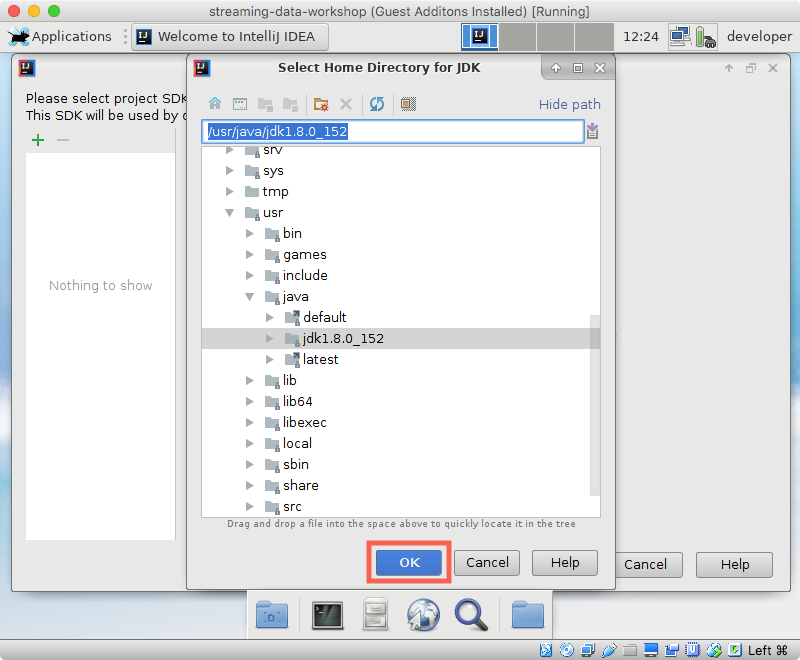 streaming-data-workshop (Guest Additons Installed) [Running]
Applications
Welcome to IntelliJ IDEA
12:24
developer
Select Home Directory for JDK
Please select project SDK
This SDK will be used by
Nothing to show
Hide path
/usr/java/jdk1.8.0_152
srv
sys
tmp
usr
bin
games
include
java
default
jdk1.8.0_152
latest
lib
lib64
libexec
local
sbin
share
src
Drag and drop a file into the space above to quickly locate it in the tree
OK
Cancel
Help
Cancel
Help
Left ⌘